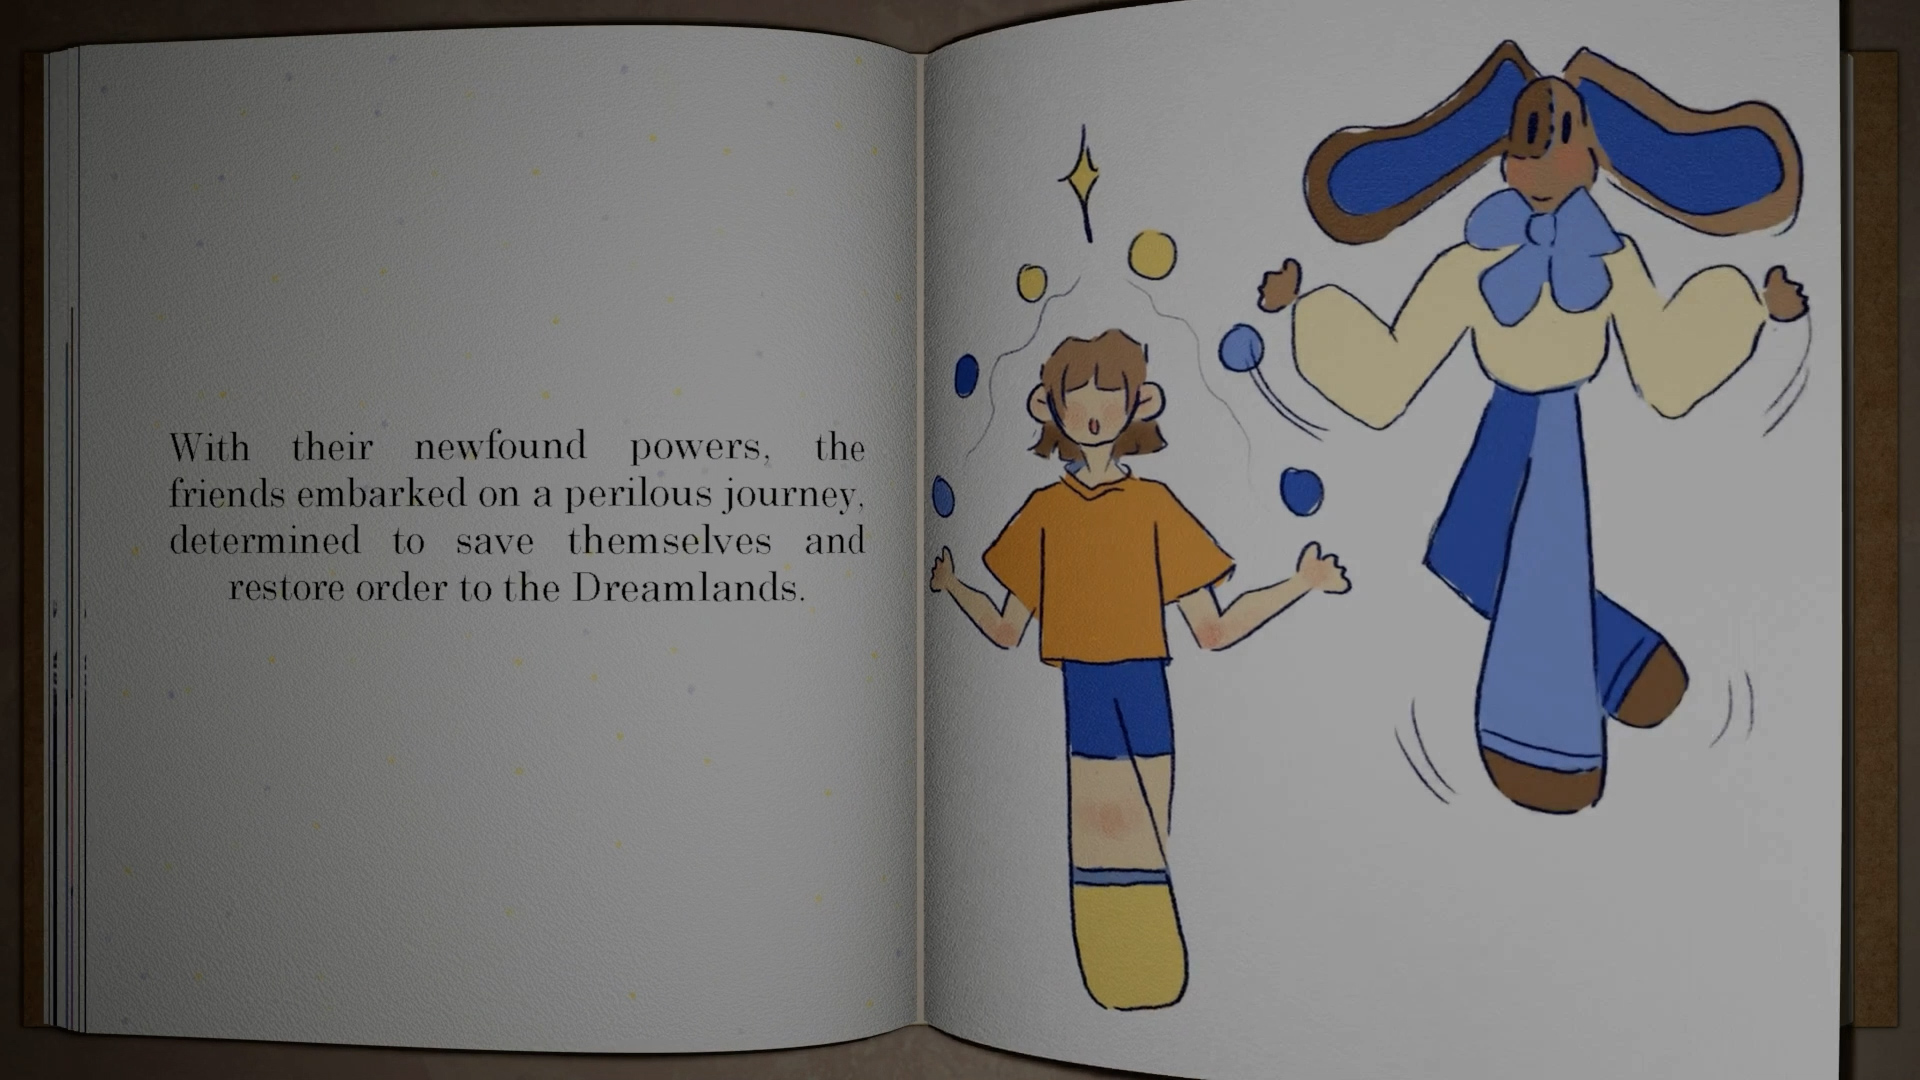 With their newfound powers, the
friends embarked on a perilous journey,
determined to save themselves and
restore order to the Dreamlands.